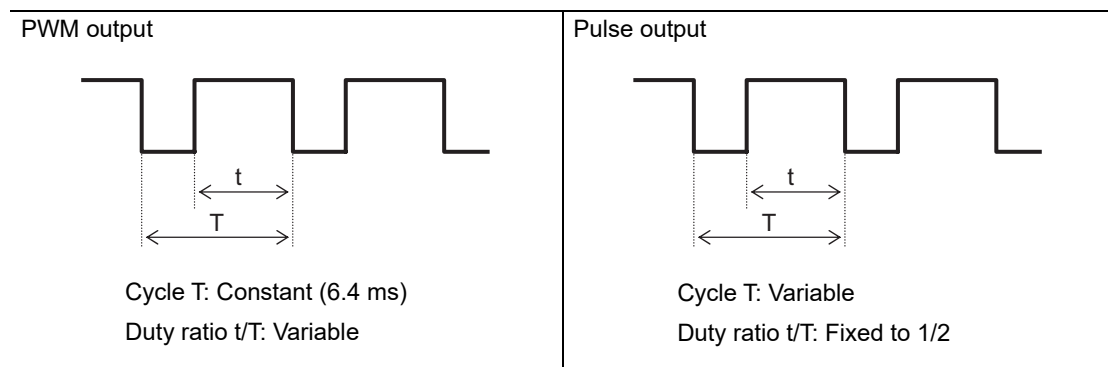 PWM output
t
T
Cycle T: Constant (6.4 ms)
Duty ratio t/T: Variable
Pulse output
t
T
Cycle T: Variable
Duty ratio t/T: Fixed to 1/2